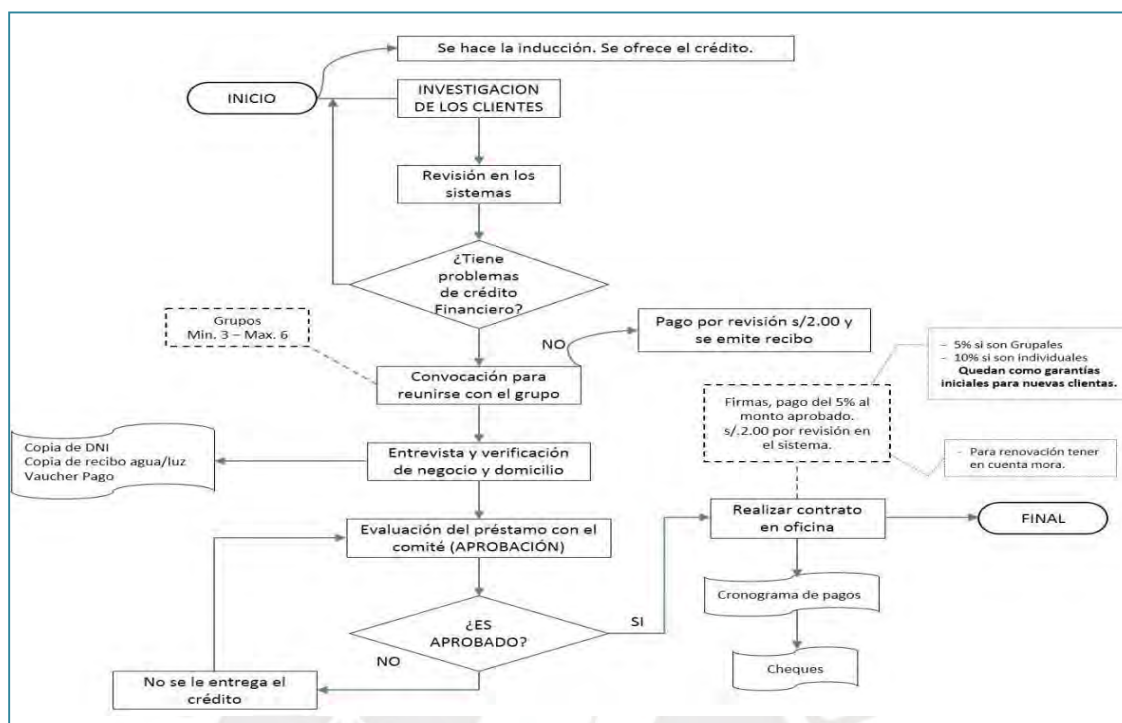 Se hace la inducción. Se ofrece el crédito.
INICIO
INVESTIGACION
DE LOS CLIENTES
Revisión en los
sistemas
¿Tiene
problemas
de crédito
Financiero?
Grupos
Min. 3 – Max. 6
NO
Pago por revisión s/2.00 y
se emite recibo
- 5% si son Grupales
- 10% si son individuales
Quedan como garantías
iniciales para nuevas clientas.
Convocación para
reunirse con el grupo
Firmas, pago del 5% al
monto aprobado.
s/.2.00 por revisión en
el sistema.
Copia de DNI
Copia de recibo agua/luz
Vaucher Pago
Entrevista y verificación
de negocio y domicilio
- Para renovación tener
en cuenta mora.
Evaluación del préstamo con el
comité (APROBACIÓN)
Realizar contrato
en oficina
FINAL
Cronograma de pagos
¿ES
APROBADO?
SI
NO
Cheques
No se le entrega el
crédito